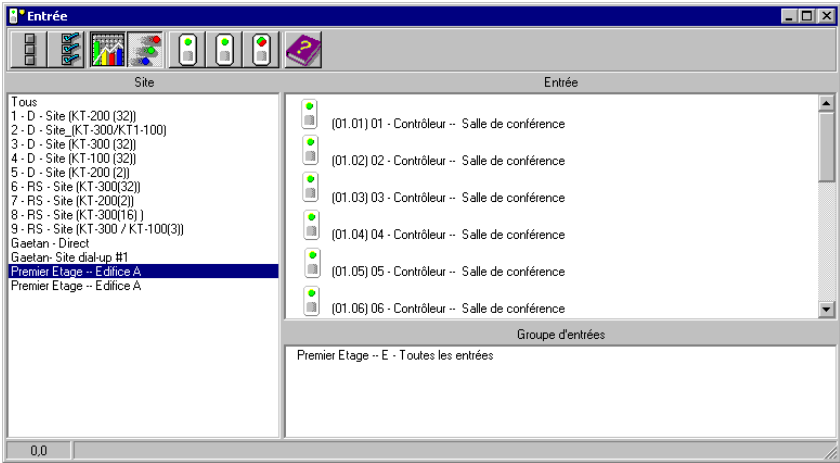 Entrée
Site
Tous
1 - D - Site (KT-200 (32))
2 - D - Site_(KT-300/KT1-100)
3 - D - Site (KT-300 (32))
4 - D - Site (KT-100 (32))
5 - D - Site (KT-200 (2))
6 - RS - Site (KT-300(32))
7 - RS - Site (KT-200(2))
8 - RS - Site (KT-300(16) )
9 - RS - Site (KT-300 / KT-100(3))
Gaetan - Direct
Gaetan- Site dial-up #1
Premier Etage -- Edifice A
Premier Etage -- Edifice A
Entrée
(01.01) 01 - Contrôleur -- Salle de conférence
(01.02) 02 - Contrôleur -- Salle de conférence
(01.03) 03 - Contrôleur -- Salle de conférence
(01.04) 04 - Contrôleur -- Salle de conférence
(01.05) 05 - Contrôleur -- Salle de conférence
(01.06) 06 - Contrôleur -- Salle de conférence
Groupe d'entrées
Premier Etage -- E - Toutes les entrées
0,0